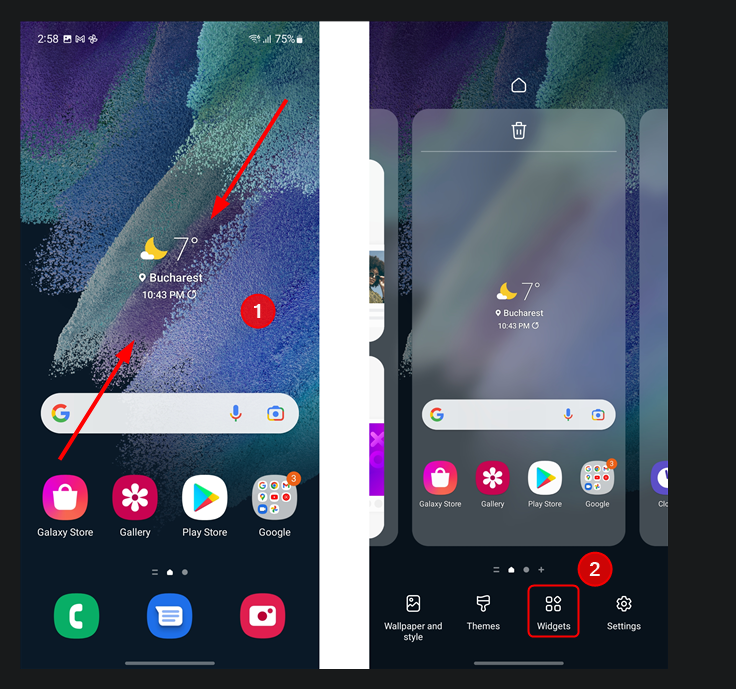 2:58
75%
7°
Bucharest
10:43 PM
1
G
3
Galaxy Store
Gallery
Play Store
Google
7°
Bucharest
10:43 PM
G
3
Galaxy Store
Gallery
Play Store
Google
Clo
2
Wallpaper and
style
Themes
Widgets
Settings